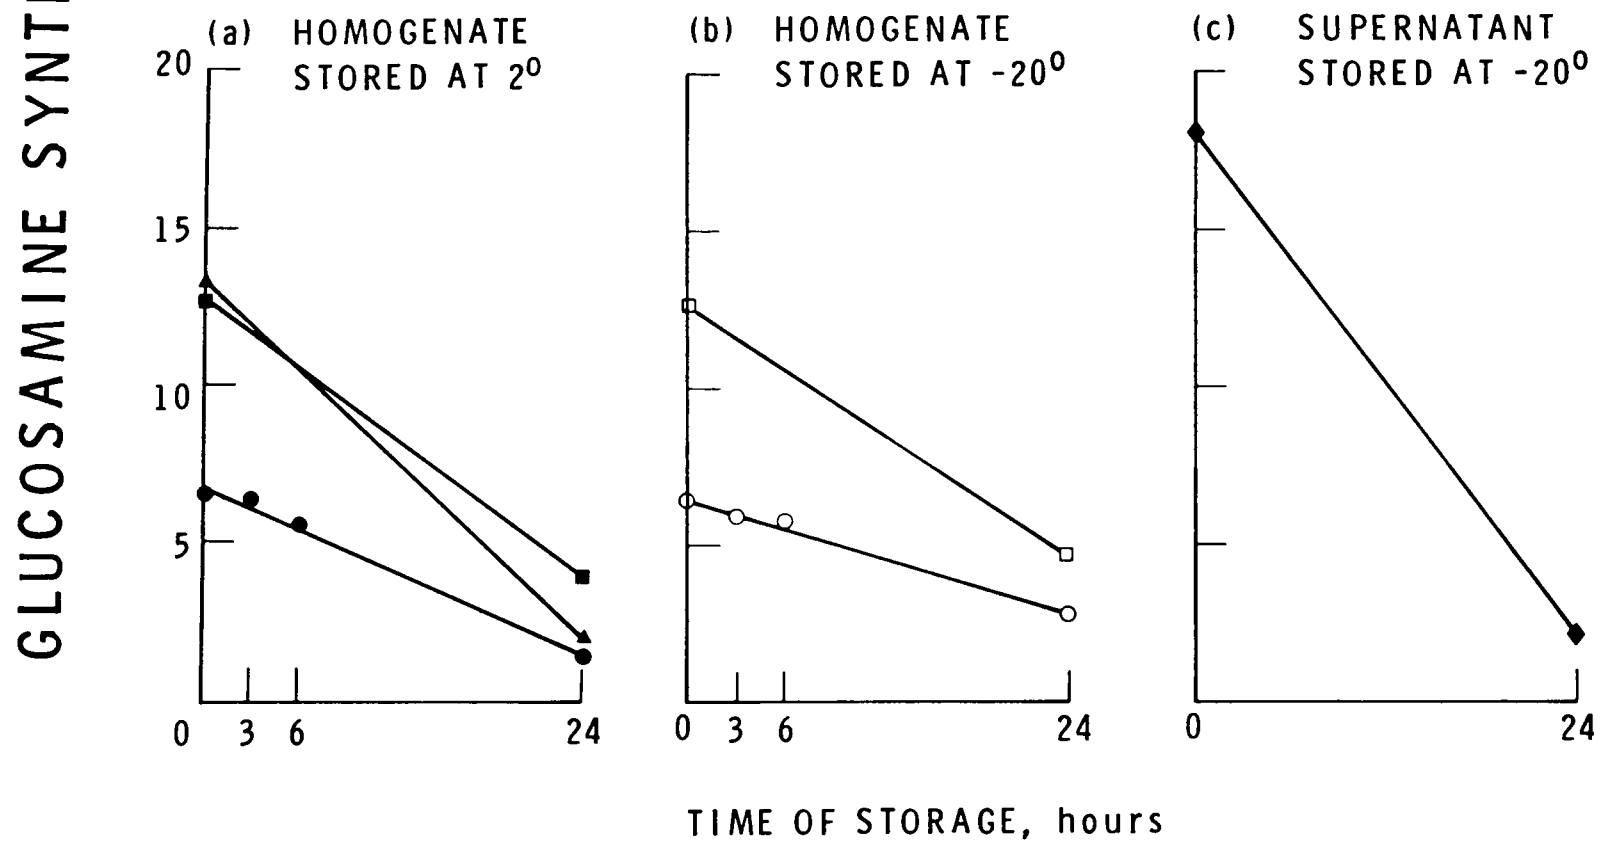 GLUCOSAMINE
(a) HOMOGENATE
STORED AT 2⁰
(b) HOMOGENATE
STORED AT -20⁰
(c) SUPERNATANT
STORED AT -20⁰
20
15
10
5
0 3 6 24
0 3 6 24
0 24
TIME OF STORAGE, hours